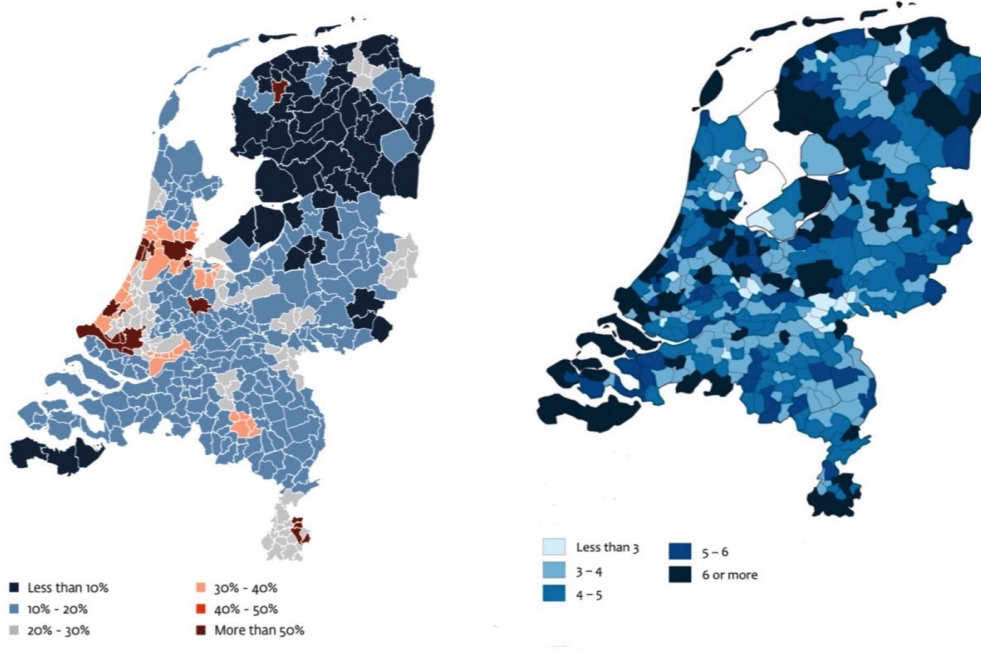 Less than 10%
10% - 20%
20% - 30%
30% - 40%
40% - 50%
More than 50%
Less than 3
3 – 4
4 – 5
5 – 6
6 or more